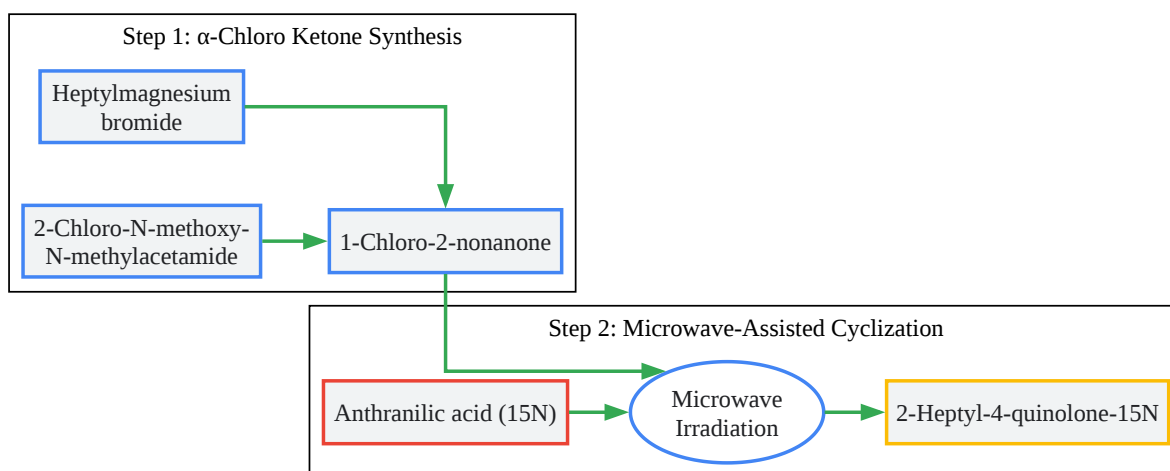 Step 1: α-Chloro Ketone Synthesis
Heptylmagnesium
bromide
2-Chloro-N-methoxy-
N-methylacetamide
1-Chloro-2-nonanone
Step 2: Microwave-Assisted Cyclization
Anthranilic acid (15N)
Microwave
Irradiation
2-Heptyl-4-quinolone-15N